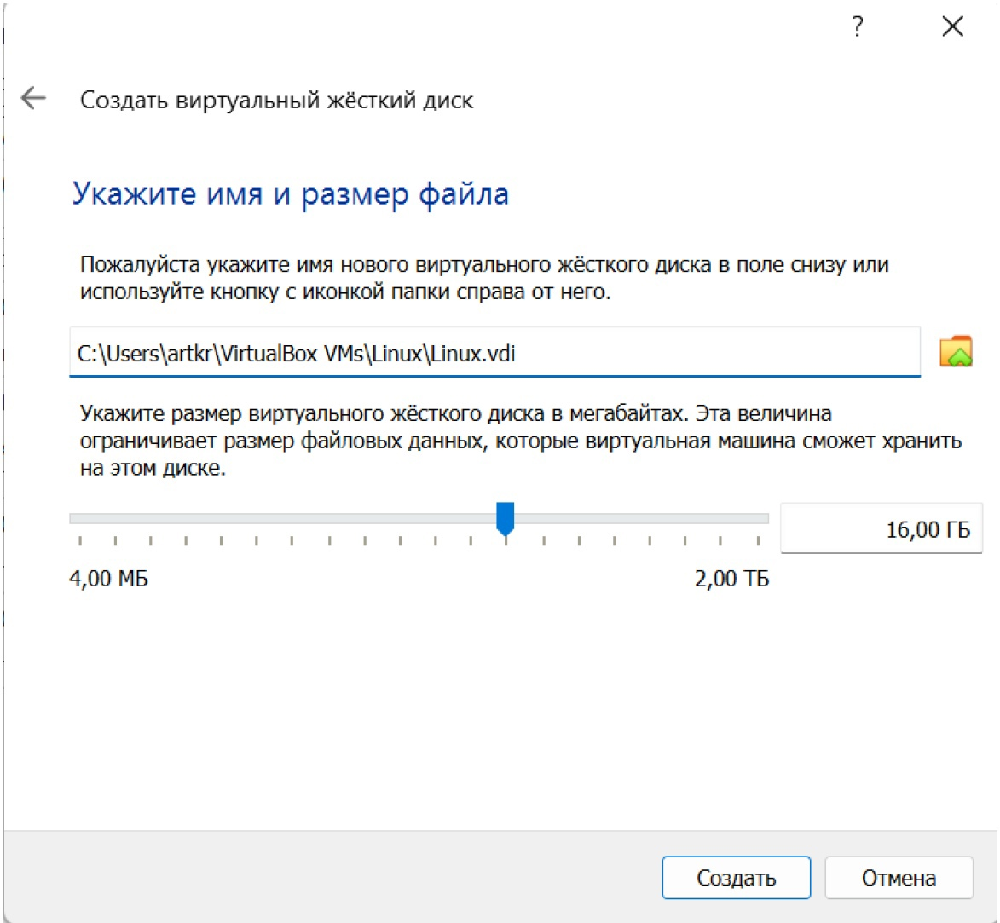 ?
Создать виртуальный жёсткий диск
Укажите имя и размер файла
Пожалуйста укажите имя нового виртуального жёсткого диска в поле снизу или
используйте кнопку с иконкой папки справа от него.
C:\Users\artkr\VirtualBox VMs\Linux\Linux.vdi
Укажите размер виртуального жёсткого диска в мегабайтах. Эта величина
ограничивает размер файловых данных, которые виртуальная машина сможет хранить
на этом диске.
16,00 ГБ
4,00 МБ 2,00 ТБ
Создать Отмена